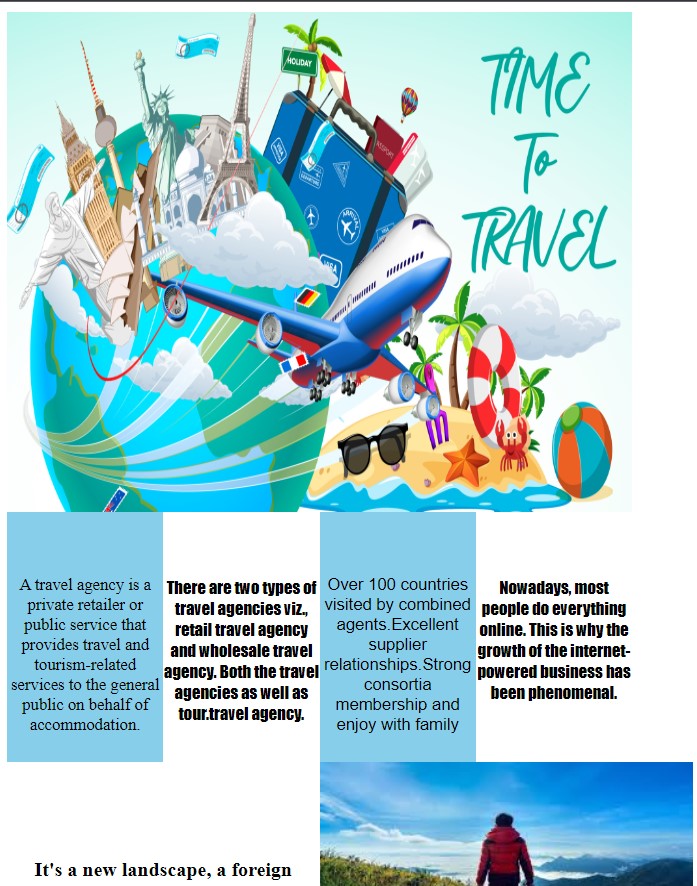 HOLIDAY
TIME
To
TRAVEL
PASSPORT
ARRIVAL
VISA
A travel agency is a
private retailer or
public service that
provides travel and
tourism-related
services to the general
public on behalf of
accommodation.
There are two types of
travel agencies viz.,
retail travel agency
and wholesale travel
agency. Both the travel
agencies as well as
tour.travel agency.
Over 100 countries
visited by combined
agents.Excellent
supplier
relationships.Strong
consortia
membership and
enjoy with family
Nowadays, most
people do everything
online. This is why the
growth of the internet-
powered business has
been phenomenal.
It's a new landscape, a foreign